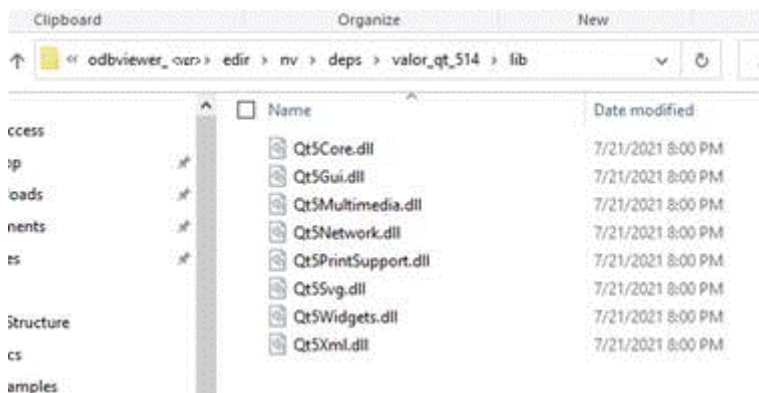 Clipboard Organize New
« odbviewer_<ver> › edir › nv › deps › valor_qt_514 › lib
Name Date modified
ccess
Qt5Core.dll 7/21/2021 8:00 PM
op
Qt5Gui.dll 7/21/2021 8:00 PM
oads
Qt5Multimedia.dll 7/21/2021 8:00 PM
ments
Qt5Network.dll 7/21/2021 8:00 PM
es
Qt5PrintSupport.dll 7/21/2021 8:00 PM
Qt5Svg.dll 7/21/2021 8:00 PM
Structure
Qt5Widgets.dll 7/21/2021 8:00 PM
cs
Qt5Xml.dll 7/21/2021 8:00 PM
amples